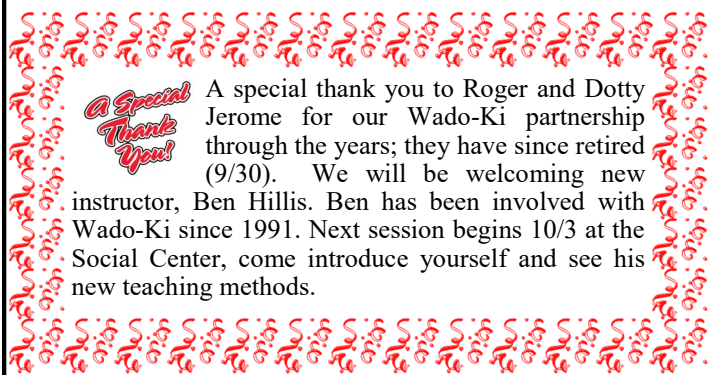 A Special
Thank
You!
A special thank you to Roger and Dotty
Jerome for our Wado-Ki partnership
through the years; they have since retired
(9/30). We will be welcoming new
instructor, Ben Hillis. Ben has been involved with
Wado-Ki since 1991. Next session begins 10/3 at the
Social Center, come introduce yourself and see his
new teaching methods.